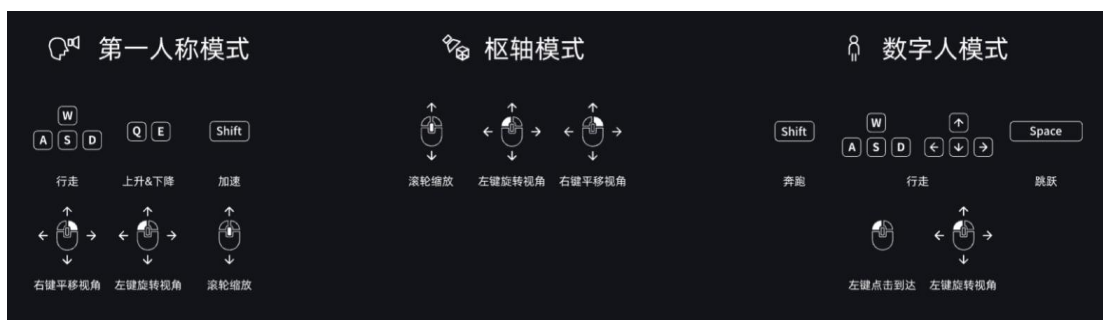 第一人称模式
W
A S D
Q E
Shift
行走
上升&下降
加速
右键平移视角
左键旋转视角
滚轮缩放
枢轴模式
滚轮缩放
左键旋转视角
右键平移视角
数字人模式
Shift
W
A S D
↑
← ↓ →
Space
奔跑
行走
跳跃
左键点击到达
左键旋转视角